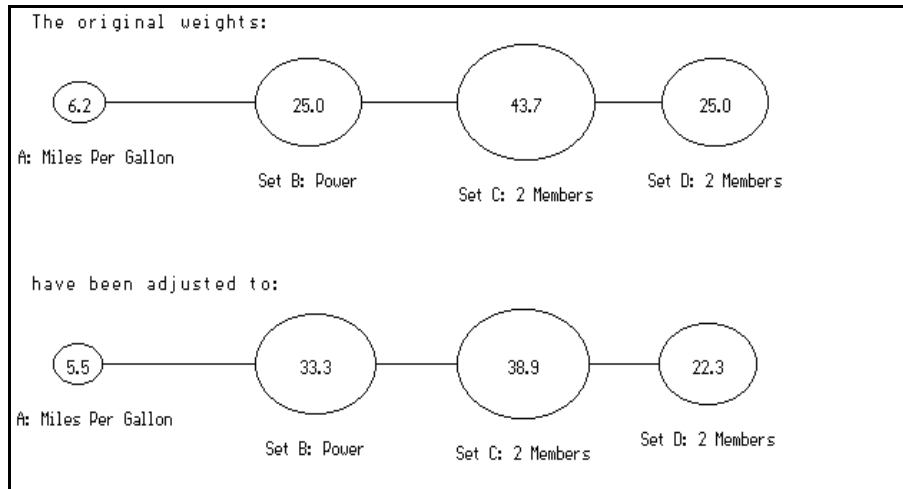 The original weights:
6.2 25.0 43.7 25.0
A: Miles Per Gallon
Set B: Power
Set C: 2 Members
Set D: 2 Members
have been adjusted to:
5.5 33.3 38.9 22.3
A: Miles Per Gallon
Set B: Power
Set C: 2 Members
Set D: 2 Members